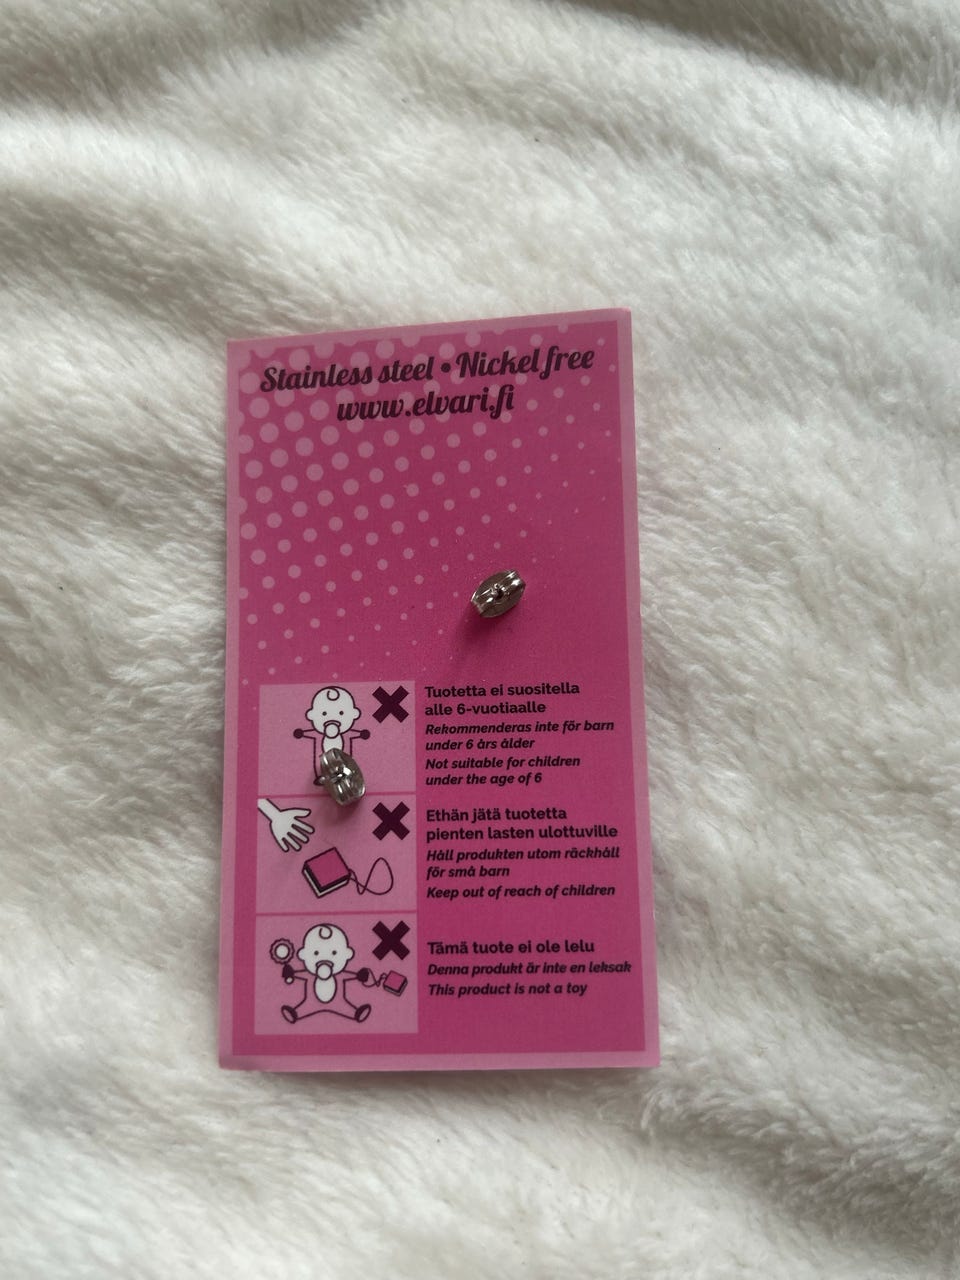 Stainless steel • Nickel free
www.elvari.fi
Tuotetta ei suositella
alle 6-vuotiaalle
Rekommenderas inte för barn
under 6 års ålder
Not suitable for children
under the age of 6
Ethän jätä tuotetta
pienten lasten ulottuville
Håll produkten utom räckhåll
för små barn
Keep out of reach of children
Tämä tuote ei ole lelu
Denna produkt är inte en leksak
This product is not a toy